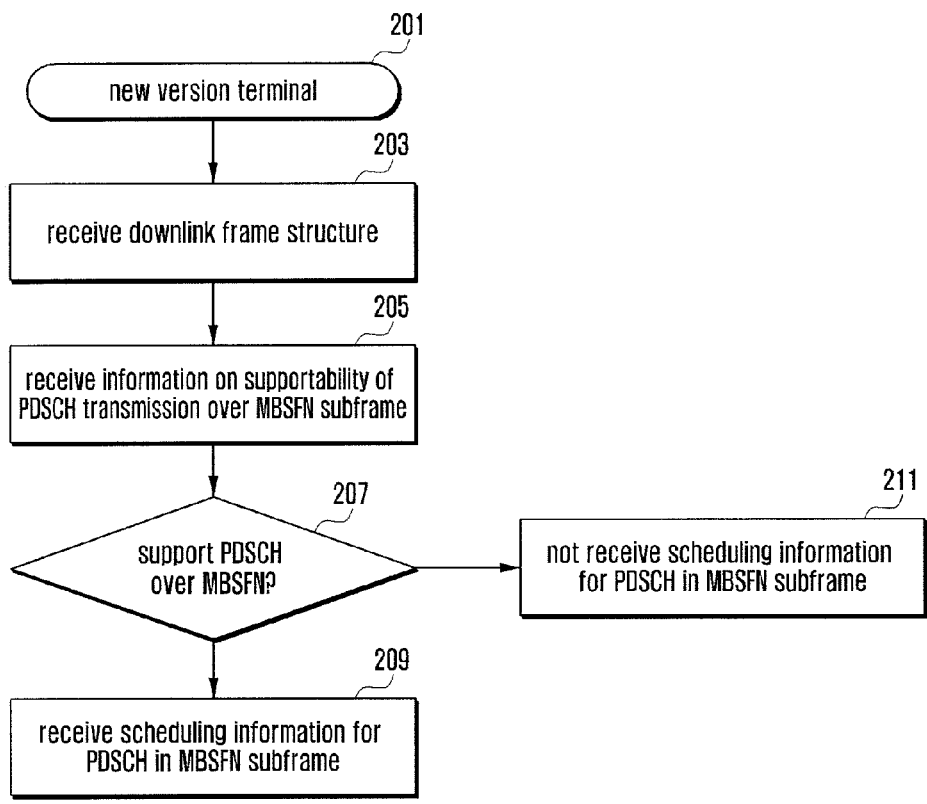 201
new version terminal
203
receive downlink frame structure
205
receive information on supportability of
PDSCH transmission over MBSFN subframe
207
support PDSCH
over MBSFN?
211
not receive scheduling information
for PDSCH in MBSFN subframe
209
receive scheduling information for
PDSCH in MBSFN subframe